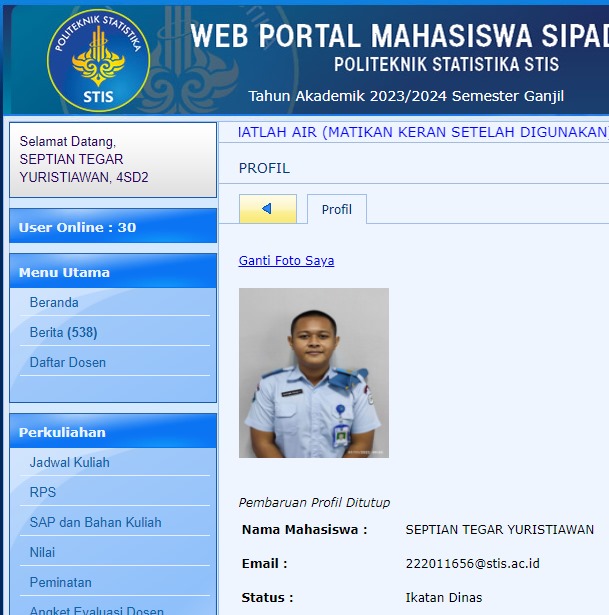 POLITEKNIK STATISTIKA
STIS
WEB PORTAL MAHASISWA SIPAD
POLITEKNIK STATISTIKA STIS
Tahun Akademik 2023/2024 Semester Ganjil
Selamat Datang,
SEPTIAN TEGAR
YURISTIAWAN, 4SD2
IATLAH AIR (MATIKAN KERAN SETELAH DIGUNAKAN)
PROFIL
Profil
User Online : 30
Ganti Foto Saya
Menu Utama
Beranda
Berita (538)
Daftar Dosen
Perkuliahan
Jadwal Kuliah
RPS
SAP dan Bahan Kuliah
Nilai
Peminatan
Angket Evaluasi Dosen
Pembaruan Profil Ditutup
Nama Mahasiswa : SEPTIAN TEGAR YURISTIAWAN
Email : 222011656@stis.ac.id
Status : Ikatan Dinas